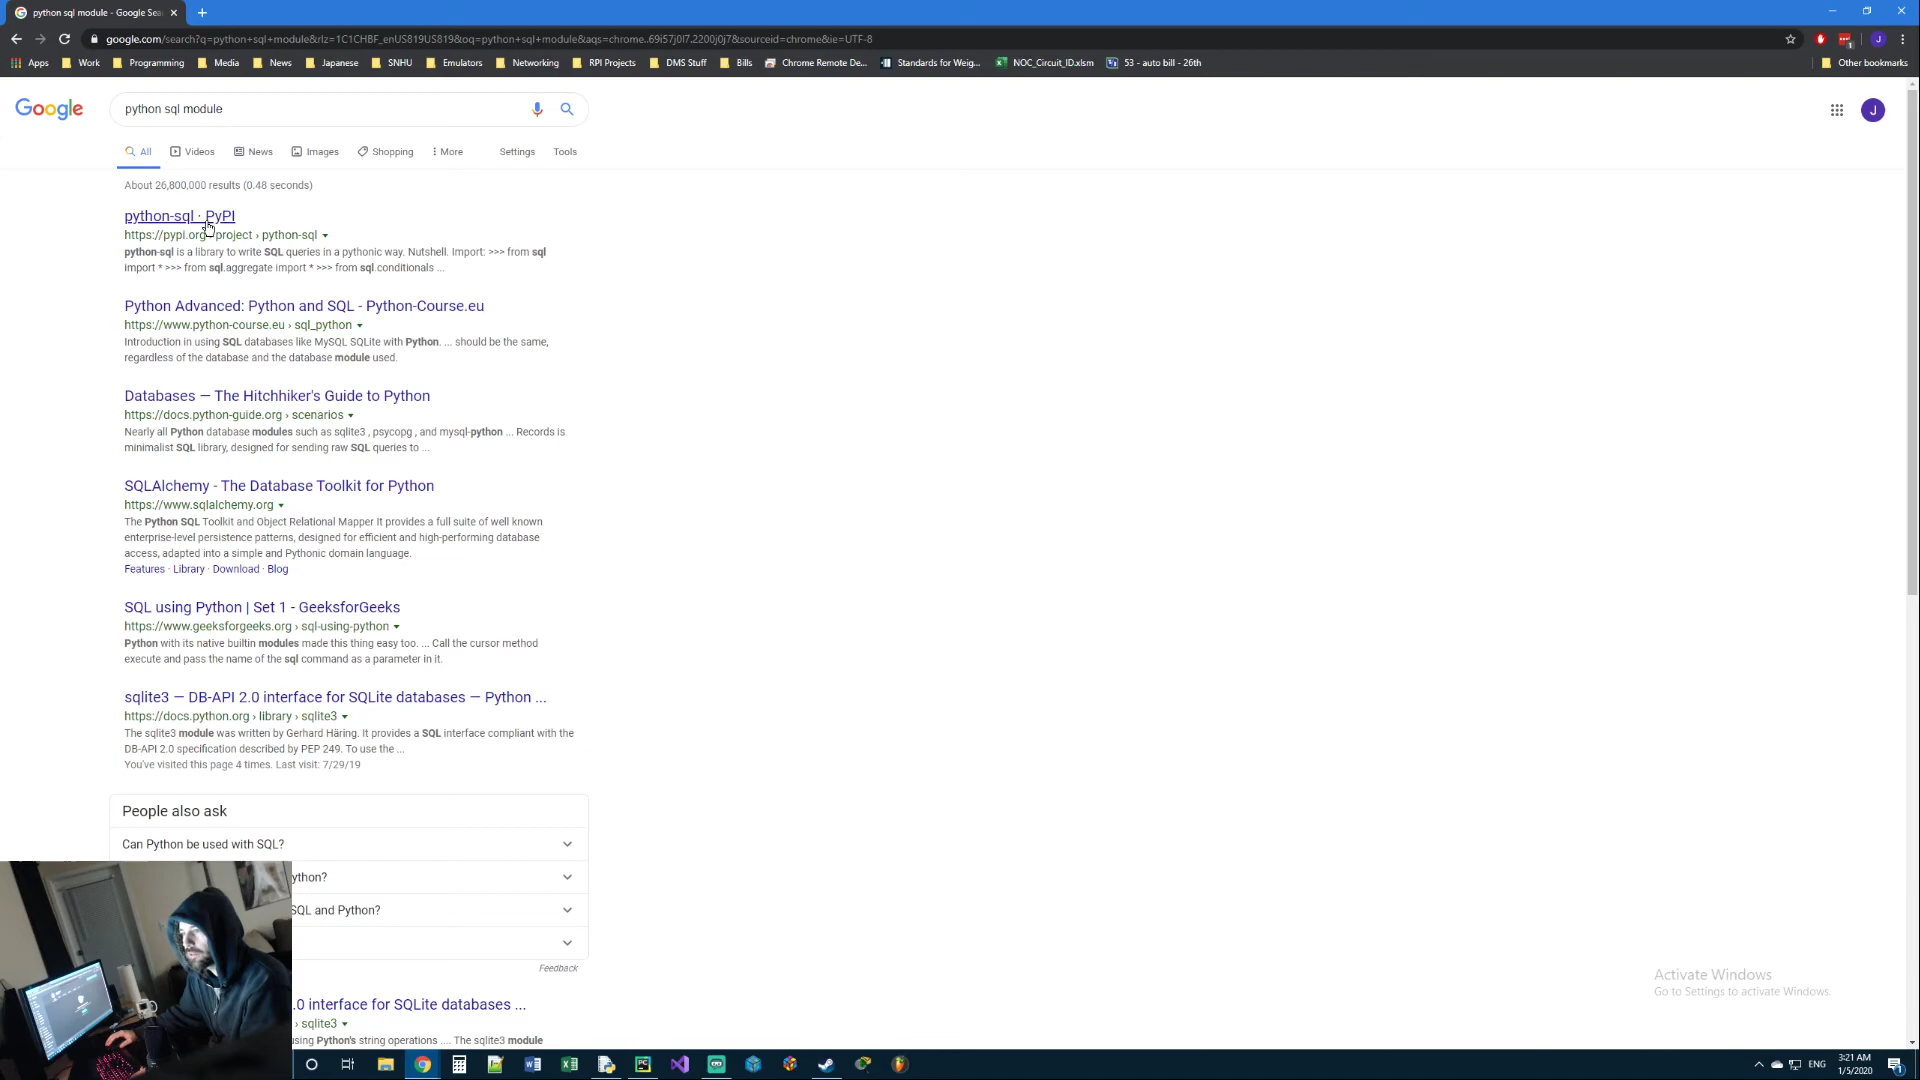 python sql module - Google Sea
google.com/search?q=python+sql+module&rlz=1C1CHBF_enUS819US819&oq=python+sql+module&aqs=chrome..69i57j0l7.2200j0j7&sourceid=chrome&ie=UTF-8
Apps Work Programming Media News Japanese SNHU Emulators Networking RPI Projects DMS Stuff Bills Chrome Remote De... Standards for Weig... NOC_Circuit_ID.xlsm 53 - auto bill - 26th Other bookmarks
Google python sql module J
All Videos News Images Shopping More Settings Tools
About 26,800,000 results (0.48 seconds)
python-sql · PyPI
https://pypi.org › project › python-sql
python-sql is a library to write SQL queries in a pythonic way. Nutshell. Import: >>> from sql
import * >>> from sql.aggregate import * >>> from sql.conditionals ...
Python Advanced: Python and SQL - Python-Course.eu
https://www.python-course.eu › sql_python
Introduction in using SQL databases like MySQL SQLite with Python. ... should be the same,
regardless of the database and the database module used.
Databases — The Hitchhiker's Guide to Python
https://docs.python-guide.org › scenarios
Nearly all Python database modules such as sqlite3 , psycopg , and mysql-python ... Records is
minimalist SQL library, designed for sending raw SQL queries to ...
SQLAlchemy - The Database Toolkit for Python
https://www.sqlalchemy.org
The Python SQL Toolkit and Object Relational Mapper It provides a full suite of well known
enterprise-level persistence patterns, designed for efficient and high-performing database
access, adapted into a simple and Pythonic domain language.
Features · Library · Download · Blog
SQL using Python | Set 1 - GeeksforGeeks
https://www.geeksforgeeks.org › sql-using-python
Python with its native builtin modules made this thing easy too. ... Call the cursor method
execute and pass the name of the sql command as a parameter in it.
sqlite3 — DB-API 2.0 interface for SQLite databases — Python ...
https://docs.python.org › library › sqlite3
The sqlite3 module was written by Gerhard Häring. It provides a SQL interface compliant with the
DB-API 2.0 specification described by PEP 249. To use the ...
You've visited this page 4 times. Last visit: 7/29/19
People also ask
Can Python be used with SQL?
ython?
SQL and Python?
Feedback
.0 interface for SQLite databases ...
› sqlite3
using Python's string operations .... The sqlite3 module
Activate Windows
Go to Settings to activate Windows.
ENG
3:21 AM
1/5/2020